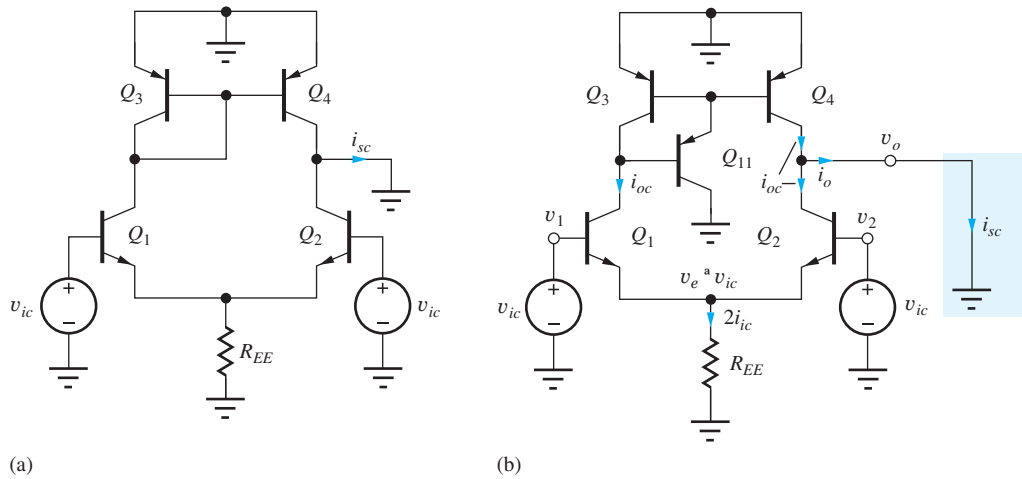 Q3
Q4
isc
Q1
Q2
vic
+
−
+
−
vic
REE
(a)
Q3
Q4
Q11
vo
ioc
ioc
io
isc
v1
Q1
Q2
v2
ve ª vic
vic
+
−
+
−
vic
2iic
REE
(b)